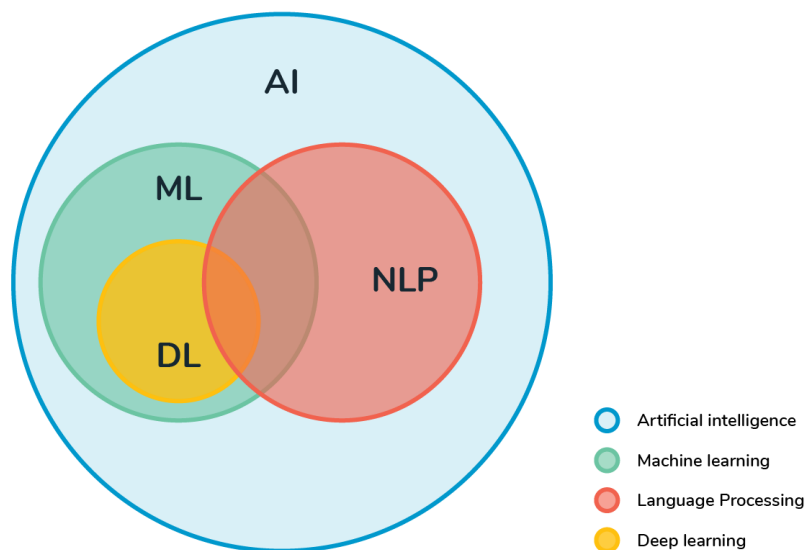 AI
ML
NLP
DL
Artificial intelligence
Machine learning
Language Processing
Deep learning